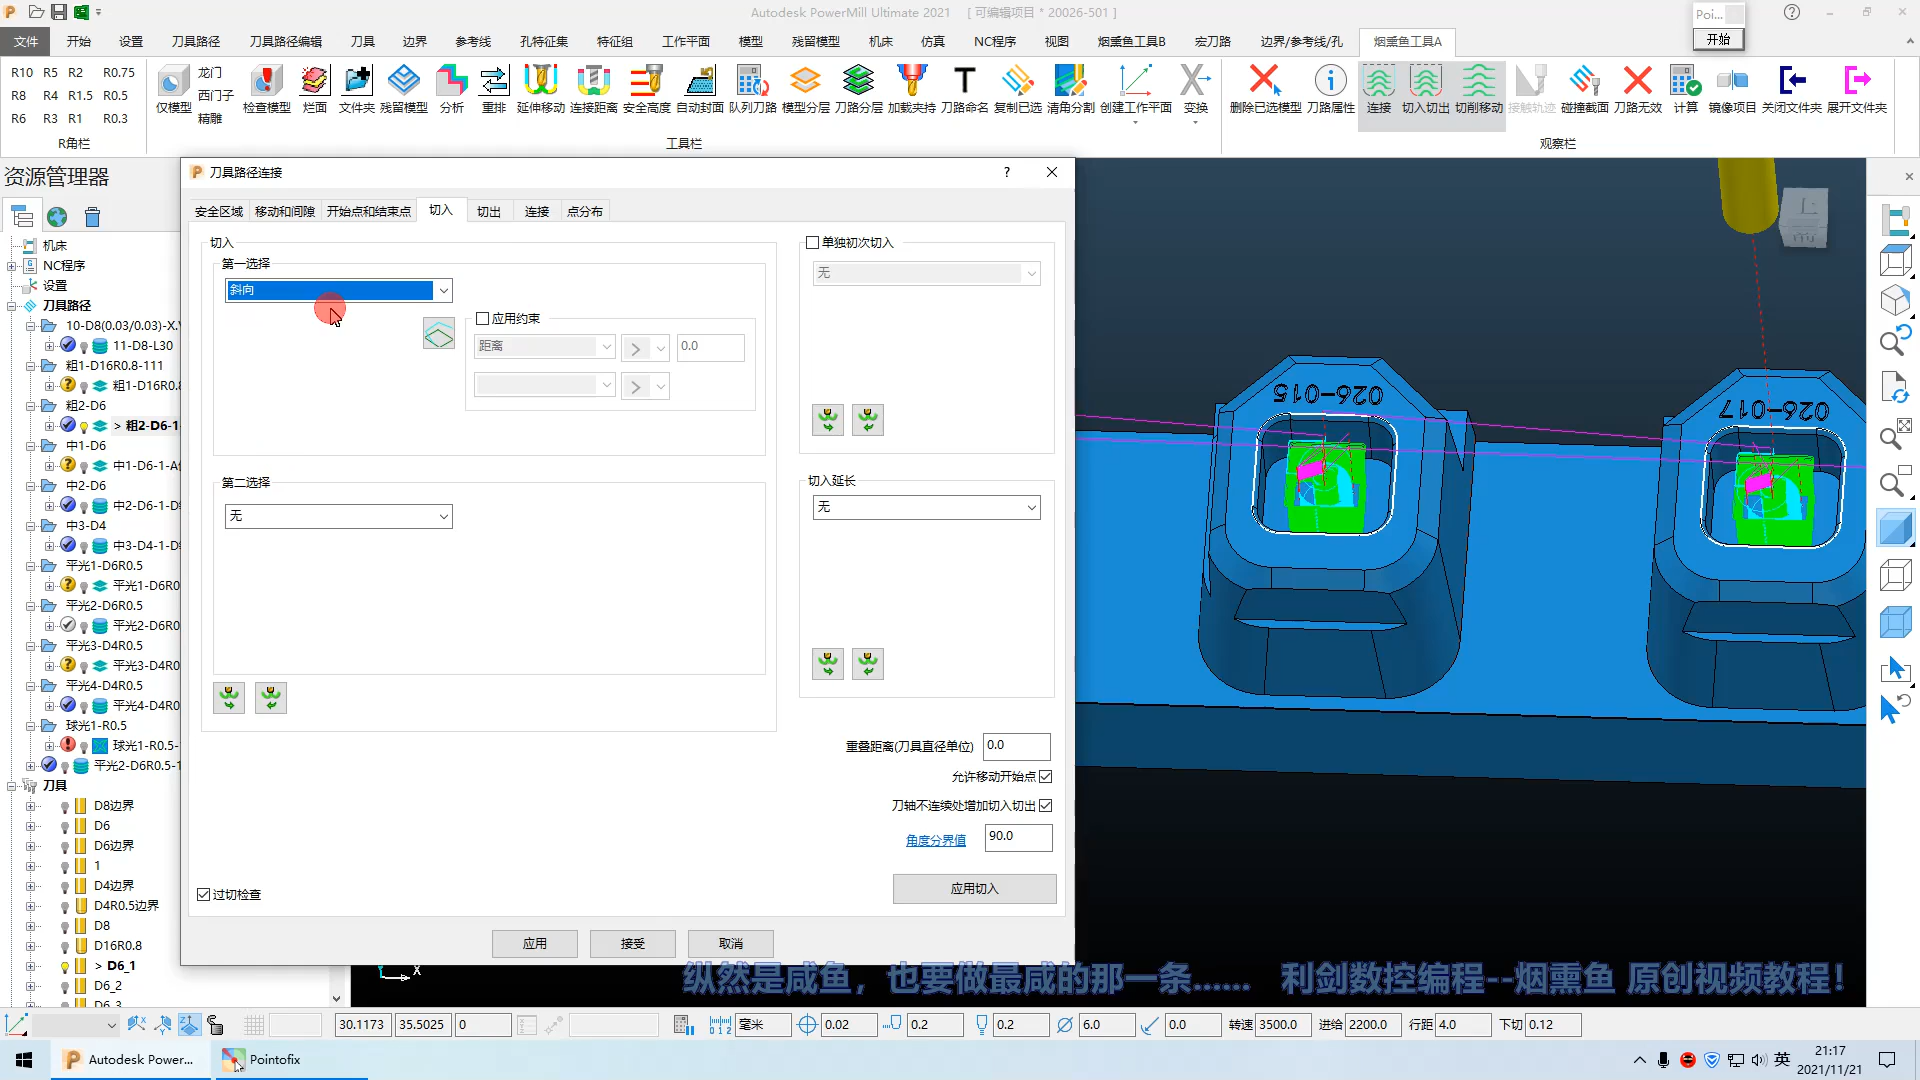 Autodesk PowerMill Ultimate 2021 [ 可编辑项目 * 20026-501 ]
Poi...
开始
文件 开始 设置 刀具路径 刀具路径编辑 刀具 边界 参考线 孔特征集 特征组 工作平面 模型 残留模型 机床 仿真 NC程序 视图 烟熏鱼工具B 宏刀路 边界/参考线/孔 烟熏鱼工具A
R10 R5 R2 R0.75
R8 R4 R1.5 R0.5
R6 R3 R1 R0.3
R角栏
龙门
西门子
精雕
仅模型 检查模型 烂面 文件夹 残留模型 分析 重排 延伸移动 连接距离 安全高度 自动封面 队列刀路 模型分层 刀路分层 加载夹持 刀路命名 复制已选 清角分割 创建工作平面 变换
工具栏
删除已选模型 刀路属性 连接 切入切出 切削移动 接触轨迹 碰撞截面 刀路无效 计算 镜像项目 关闭文件夹 展开文件夹
观察栏
资源管理器
机床
NC程序
设置
刀具路径
10-D8(0.03/0.03)-X.
11-D8-L30
粗1-D16R0.8-111
粗1-D16R0.8
粗2-D6
> 粗2-D6-1
中1-D6
中1-D6-1-A
中2-D6
中2-D6-1-D
中3-D4
中3-D4-1-D
平光1-D6R0.5
平光1-D6R0
平光2-D6R0.5
平光2-D6R0
平光3-D4R0.5
平光3-D4R0
平光4-D4R0.5
平光4-D4R0
球光1-R0.5
球光1-R0.5-
平光2-D6R0.5-1
刀具
D8边界
D6
D6边界
1
D4边界
D4R0.5边界
D8
D16R0.8
> D6_1
D6_2
D6_3
刀具路径连接
?
安全区域 移动和间隙 开始点和结束点 切入 切出 连接 点分布
切入
第一选择
斜向
应用约束
距离
0.0
第二选择
无
单独初次切入
无
切入延长
无
重叠距离(刀具直径单位) 0.0
允许移动开始点
刀轴不连续处增加切入切出
角度分界值 90.0
应用切入
过切检查
应用 接受 取消
026-015
026-017
X
纵然是咸鱼，也要做最咸的那一条...... 利剑数控编程--烟熏鱼 原创视频教程！
30.1173 35.5025 0 毫米 0.02 0.2 0.2 6.0 0.0 转速 3500.0 进给 2200.0 行距 4.0 下切 0.12
Autodesk Power...
Pointofix
英
21:17
2021/11/21